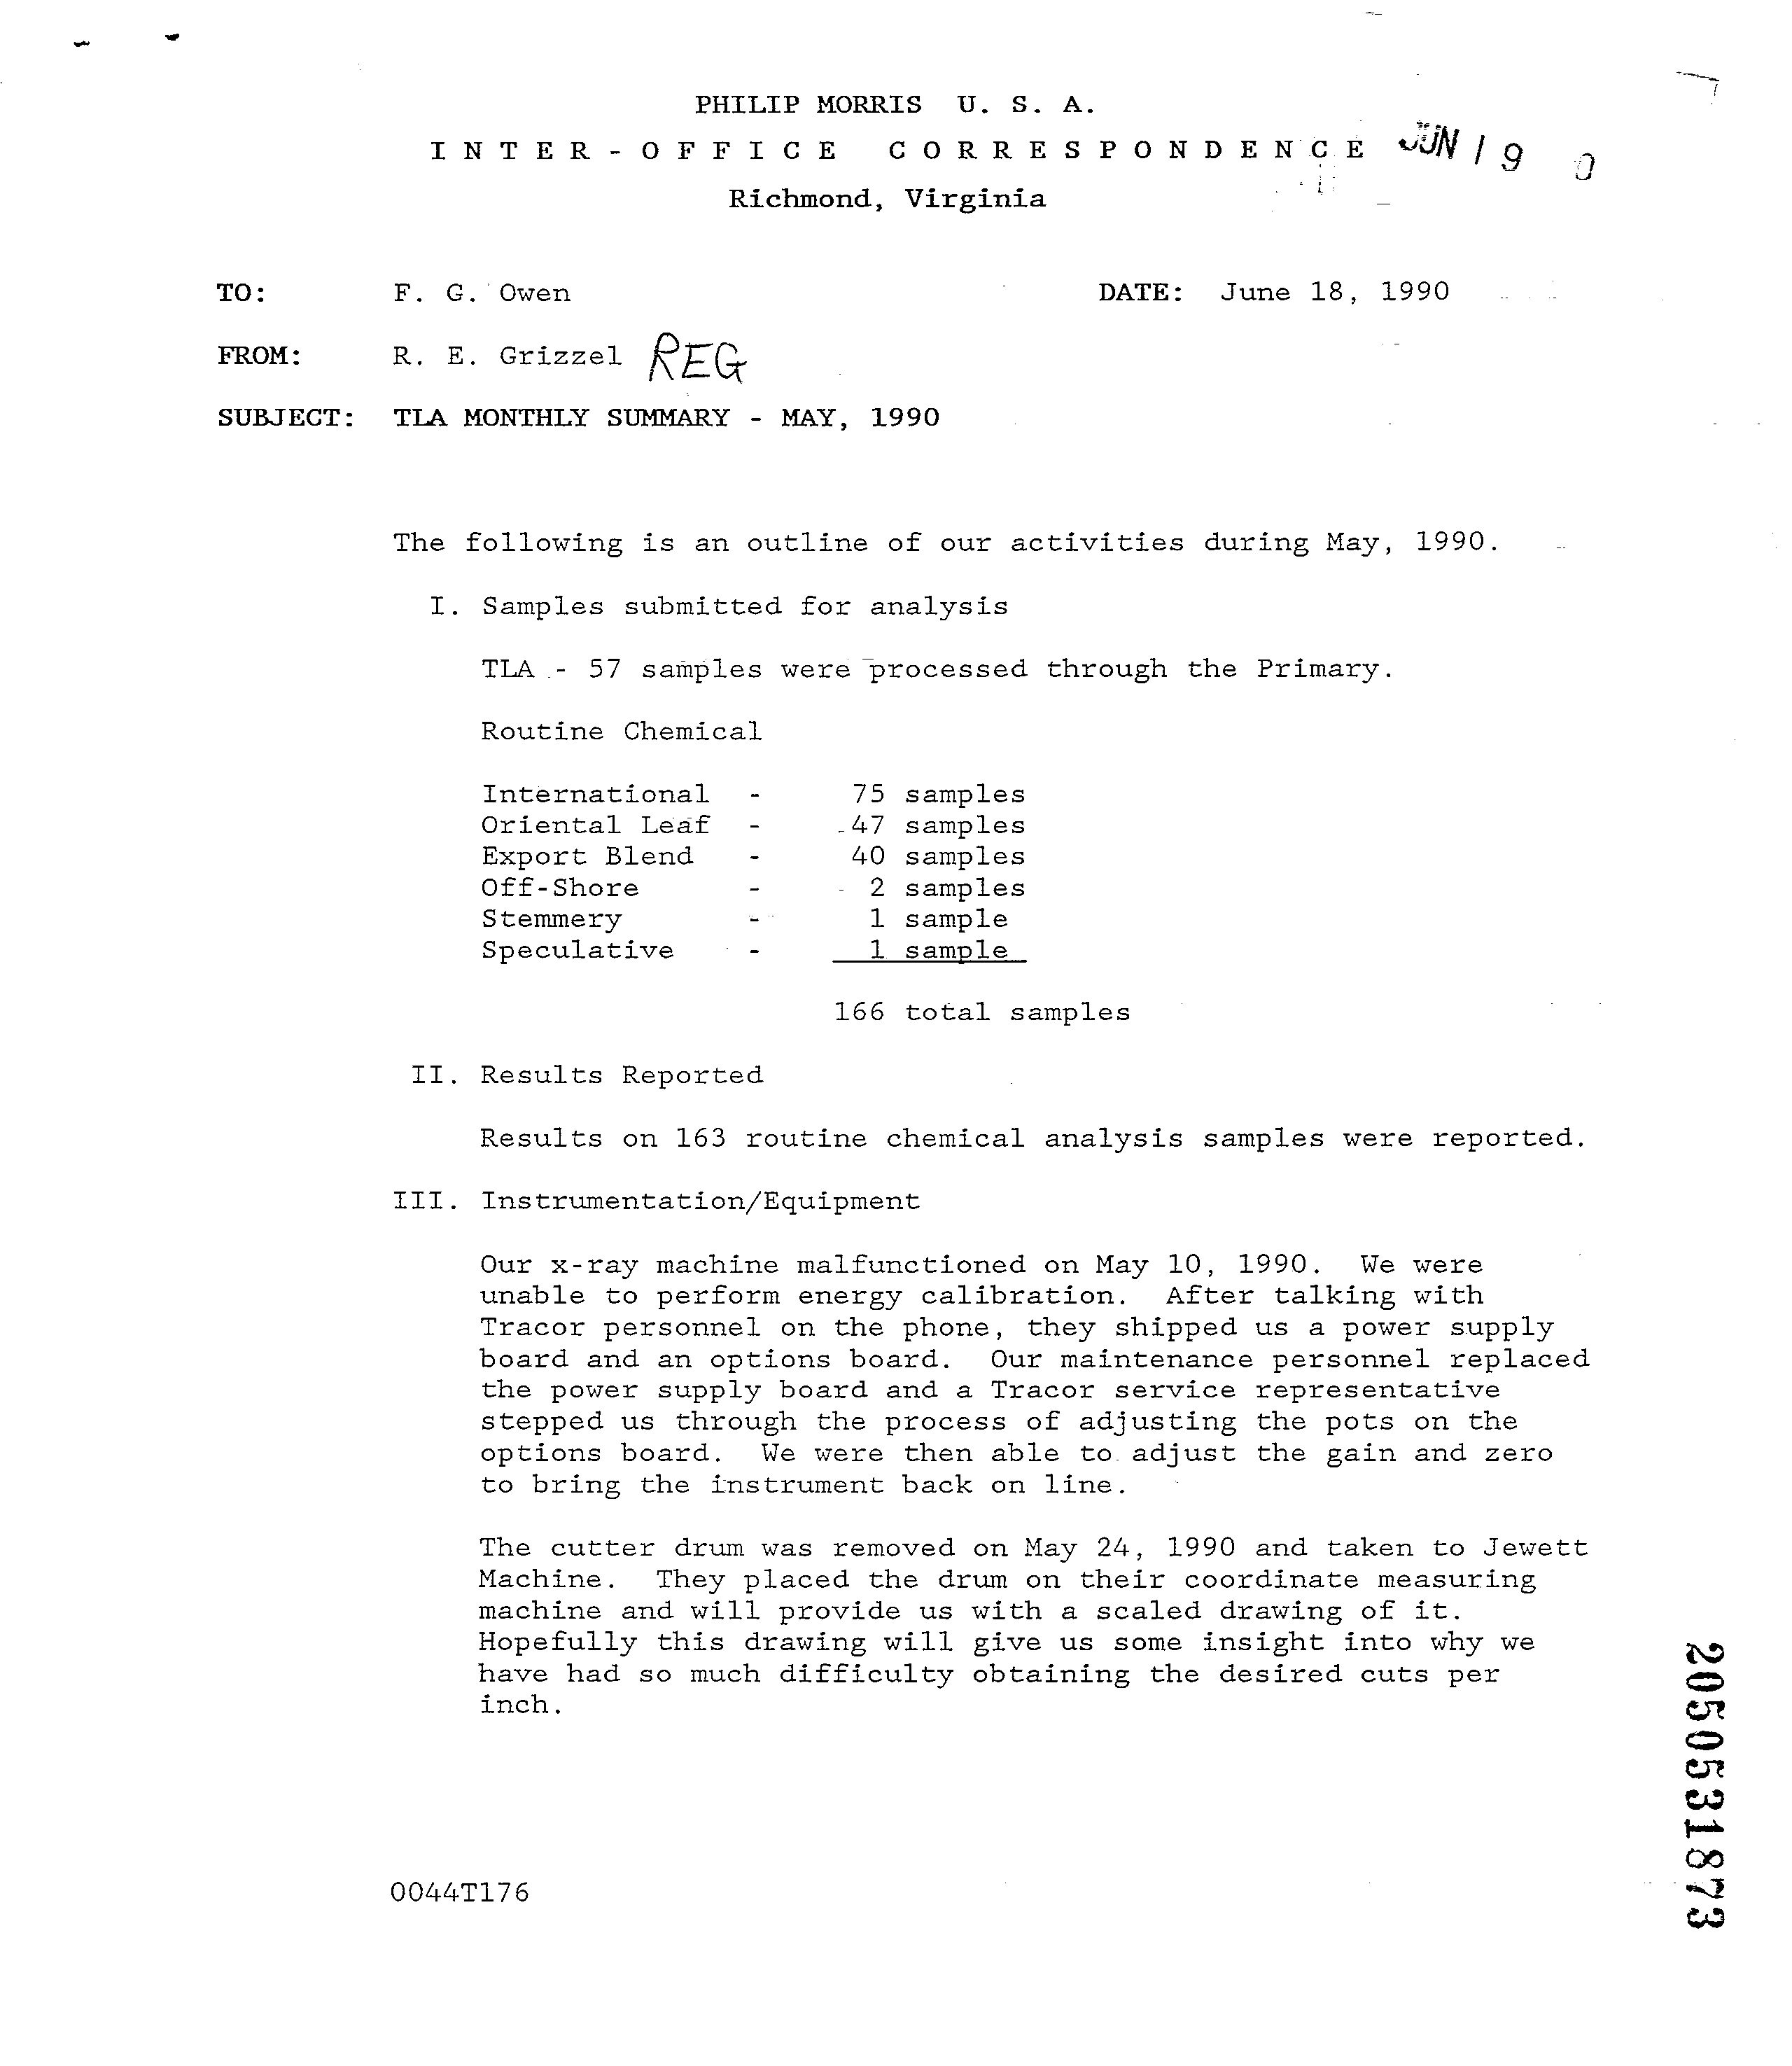 PHILIP MORRIS U. S. A.
INTER-OFFICE CORRESPONDENCE JUN 19 0
Richmond, Virginia
TO: F. G. Owen DATE: June 18, 1990
FROM: R. E. Grizzel REG
SUBJECT: TLA MONTHLY SUMMARY - MAY, 1990
The following is an outline of our activities during May, 1990.
I. Samples submitted for analysis
TLA - 57 samples were processed through the Primary.
Routine Chemical
International - 75 samples
Oriental Leaf - 47 samples
Export Blend - 40 samples
Off-Shore - 2 samples
Stemmery - 1 sample
Speculative - 1 sample
166 total samples
II. Results Reported
Results on 163 routine chemical analysis samples were reported.
III. Instrumentation/Equipment
Our x-ray machine malfunctioned on May 10, 1990. We were
unable to perform energy calibration. After talking with
Tracor personnel on the phone, they shipped us a power supply
board and an options board. Our maintenance personnel replaced
the power supply board and a Tracor service representative
stepped us through the process of adjusting the pots on the
options board. We were then able to adjust the gain and zero
to bring the instrument back on line.
The cutter drum was removed on May 24, 1990 and taken to Jewett
Machine. They placed the drum on their coordinate measuring
machine and will provide us with a scaled drawing of it.
Hopefully this drawing will give us some insight into why we
have had so much difficulty obtaining the desired cuts per
inch.
0044T176
2050531873